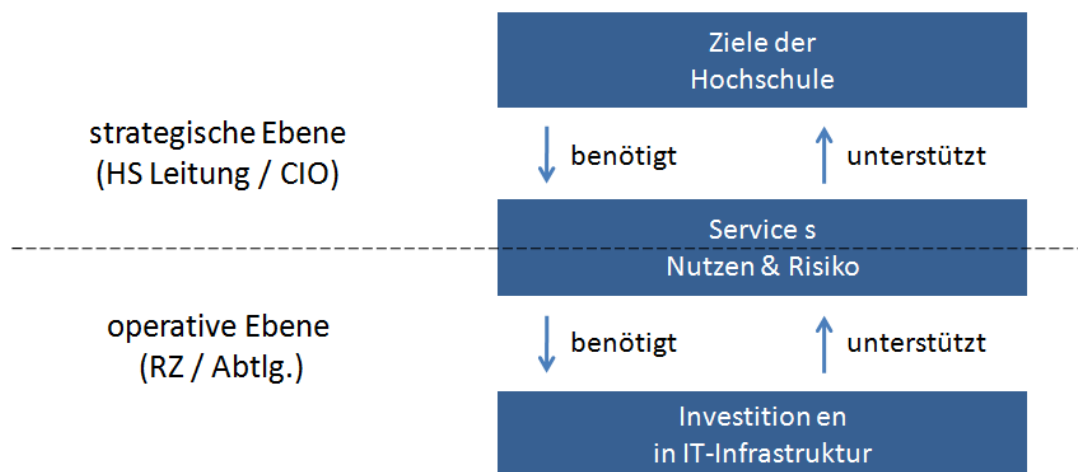 Ziele der
Hochschule
strategische Ebene
(HS Leitung / CIO)
benötigt
unterstützt
Service s
Nutzen & Risiko
operative Ebene
(RZ / Abtlg.)
benötigt
unterstützt
Investition en
in IT-Infrastruktur